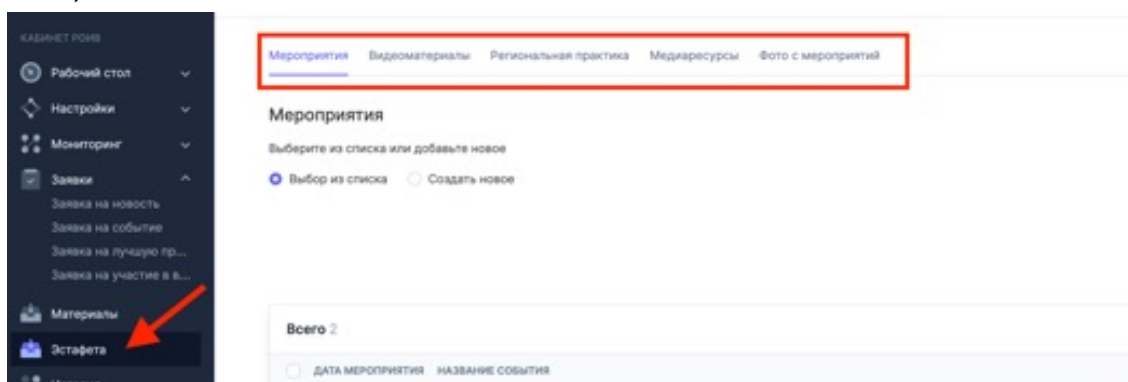 КАБИНЕТ РОИВ
Рабочий стол
Настройки
Мониторинг
Заявки
Заявка на новость
Заявка на событие
Заявка на лучшую пр...
Заявка на участие в в...
Материалы
Эстафета
Мероприятия Видеоматериалы Региональная практика Медиаресурсы Фото с мероприятий
Мероприятия
Выберите из списка или добавьте новое
Выбор из списка Создать новое
Всего 2
ДАТА МЕРОПРИЯТИЯ НАЗВАНИЕ СОБЫТИЯ